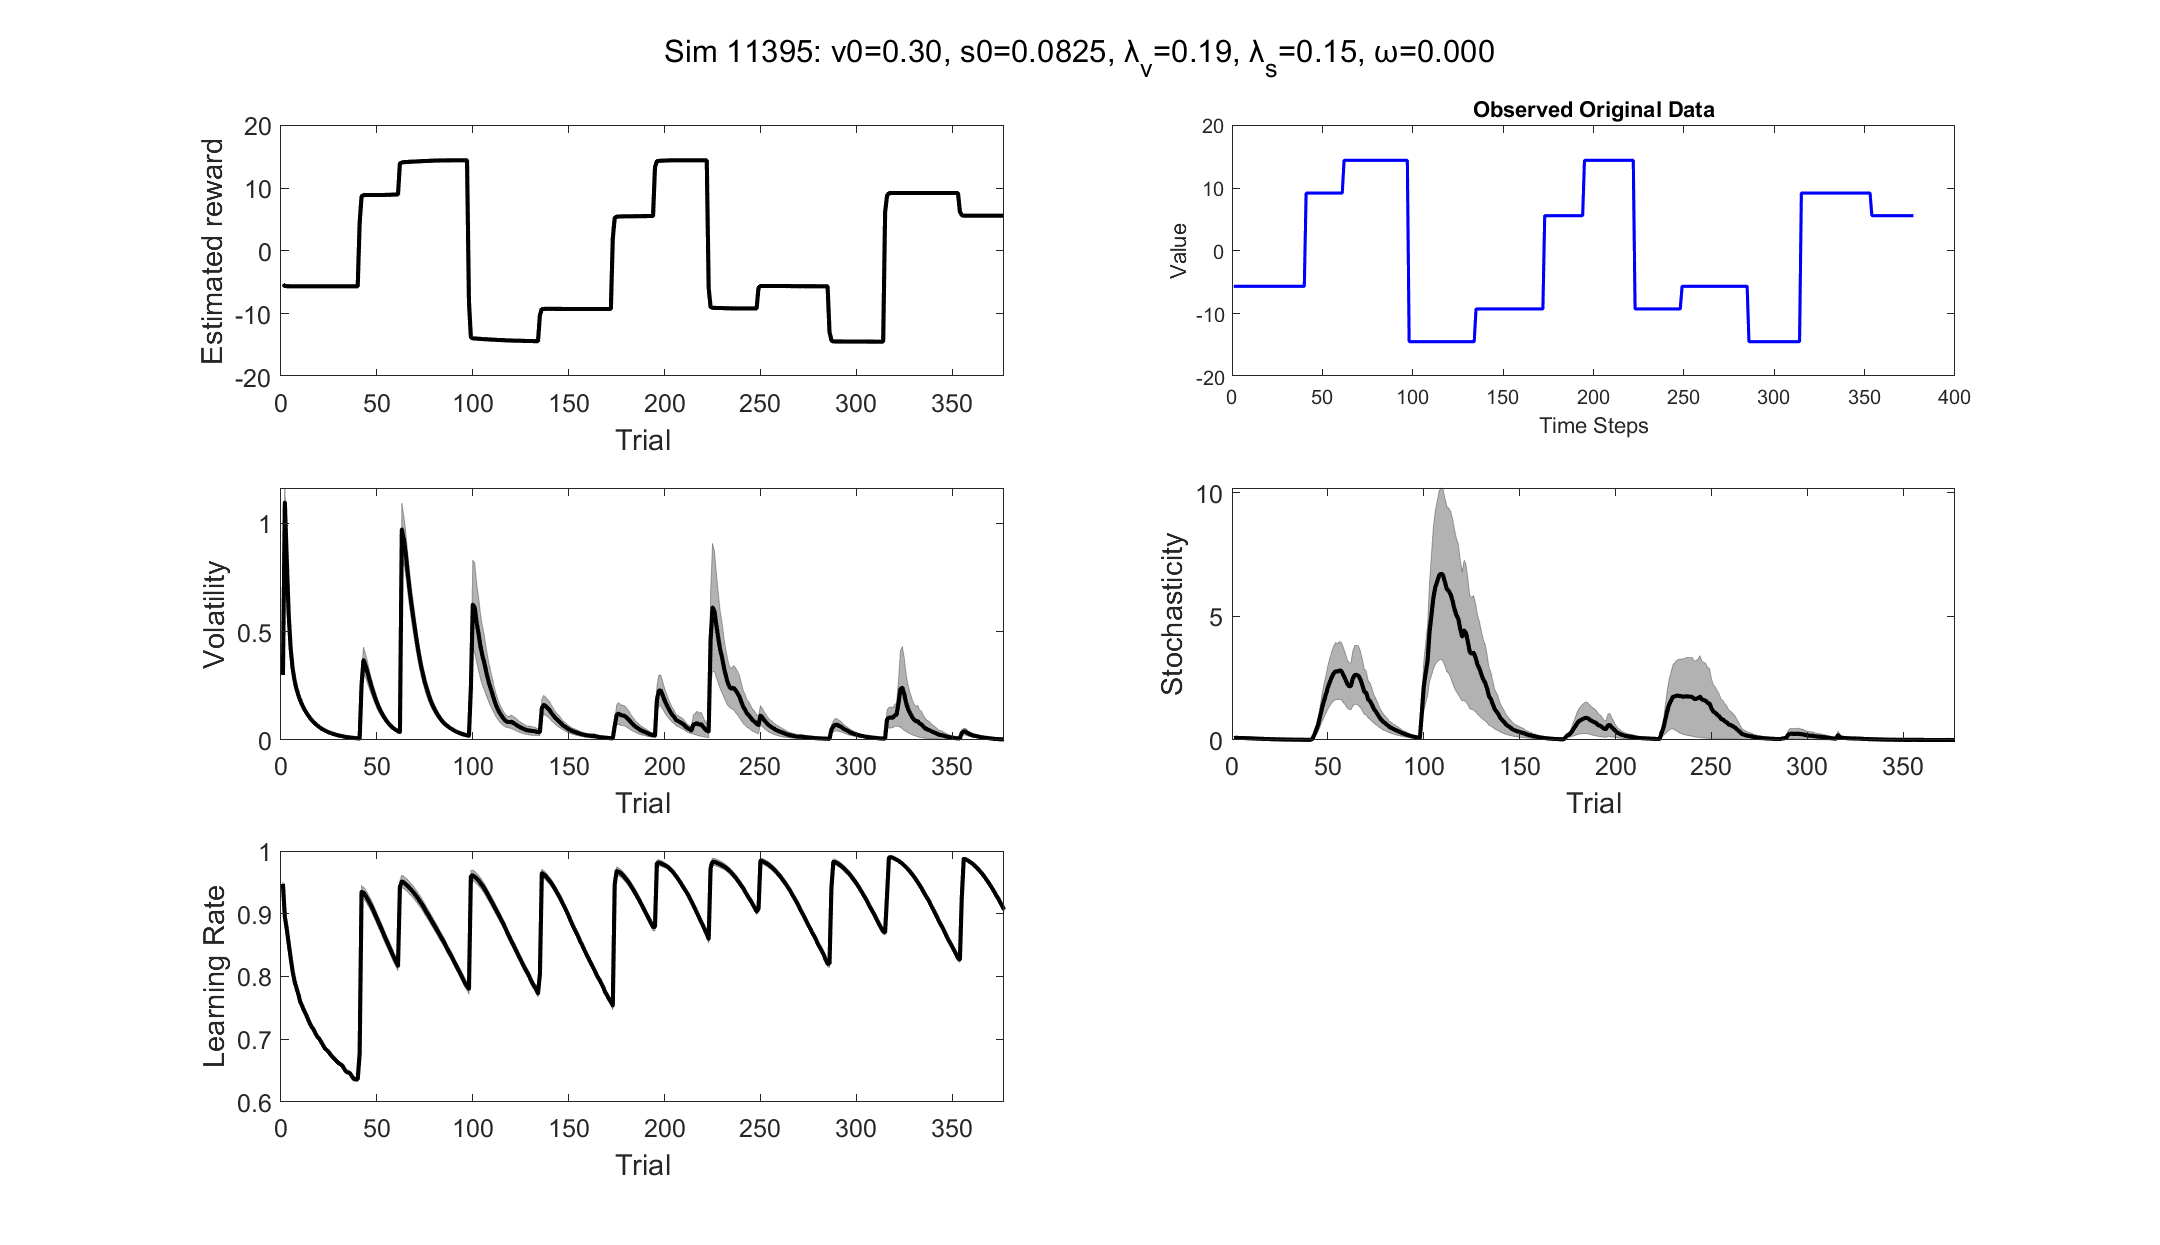 Sim 11395: v0=0.30, s0=0.0825, λv=0.19, λs=0.15, ω=0.000
Estimated reward
20
10
0
-10
-20
0 50 100 150 200 250 300 350
Trial
Observed Original Data
Value
20
10
0
-10
-20
0 50 100 150 200 250 300 350 400
Time Steps
Volatility
1
0.5
0
0 50 100 150 200 250 300 350
Trial
Stochasticity
10
5
0
0 50 100 150 200 250 300 350
Trial
Learning Rate
1
0.9
0.8
0.7
0.6
0 50 100 150 200 250 300 350
Trial